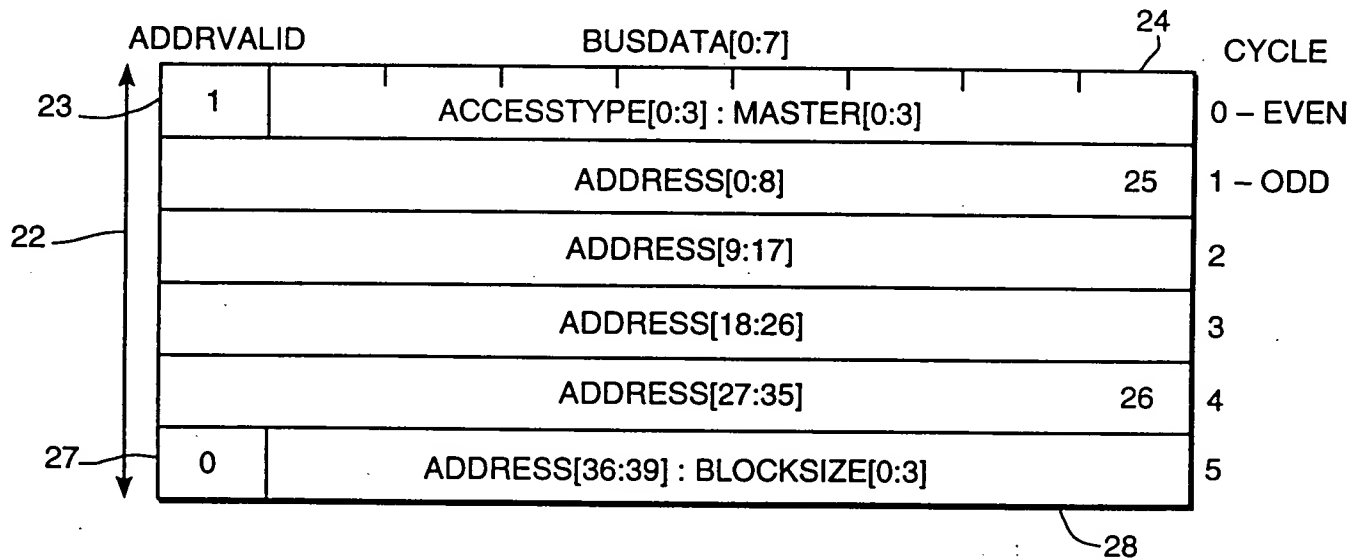 ADDRVALID BUSDATA[0:7] 24 CYCLE
23 1 ACCESSTYPE[0:3] : MASTER[0:3] 0 – EVEN
ADDRESS[0:8] 25 1 – ODD
22 ADDRESS[9:17] 2
ADDRESS[18:26] 3
ADDRESS[27:35] 26 4
27 0 ADDRESS[36:39] : BLOCKSIZE[0:3] 5
28